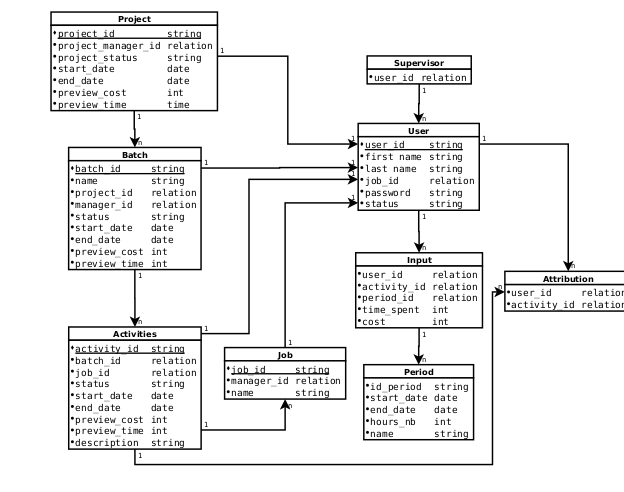 Project
project_id string
project_manager_id relation
project_status string
start_date date
end_date date
preview_cost int
preview_time time
1
1
n
Supervisor
user_id relation
1
n
User
user_id string
first name string
last name string
job_id relation
password string
status string
1
1
1
1
1
1
Batch
batch_id string
name string
project_id relation
manager_id relation
status string
start_date date
end_date date
preview_cost int
preview_time int
1
1
n
Input
user_id relation
activity_id relation
period_id relation
time_spent int
cost int
n
1
Attribution
user_id relation
activity_id relation
n
n
Activities
activity_id string
batch_id relation
job_id relation
status string
start_date date
end_date date
preview_cost int
preview_time int
description string
1
1
1
Job
job_id string
manager_id relation
name string
1
n
Period
id_period string
start_date date
end_date date
hours_nb int
name string
n